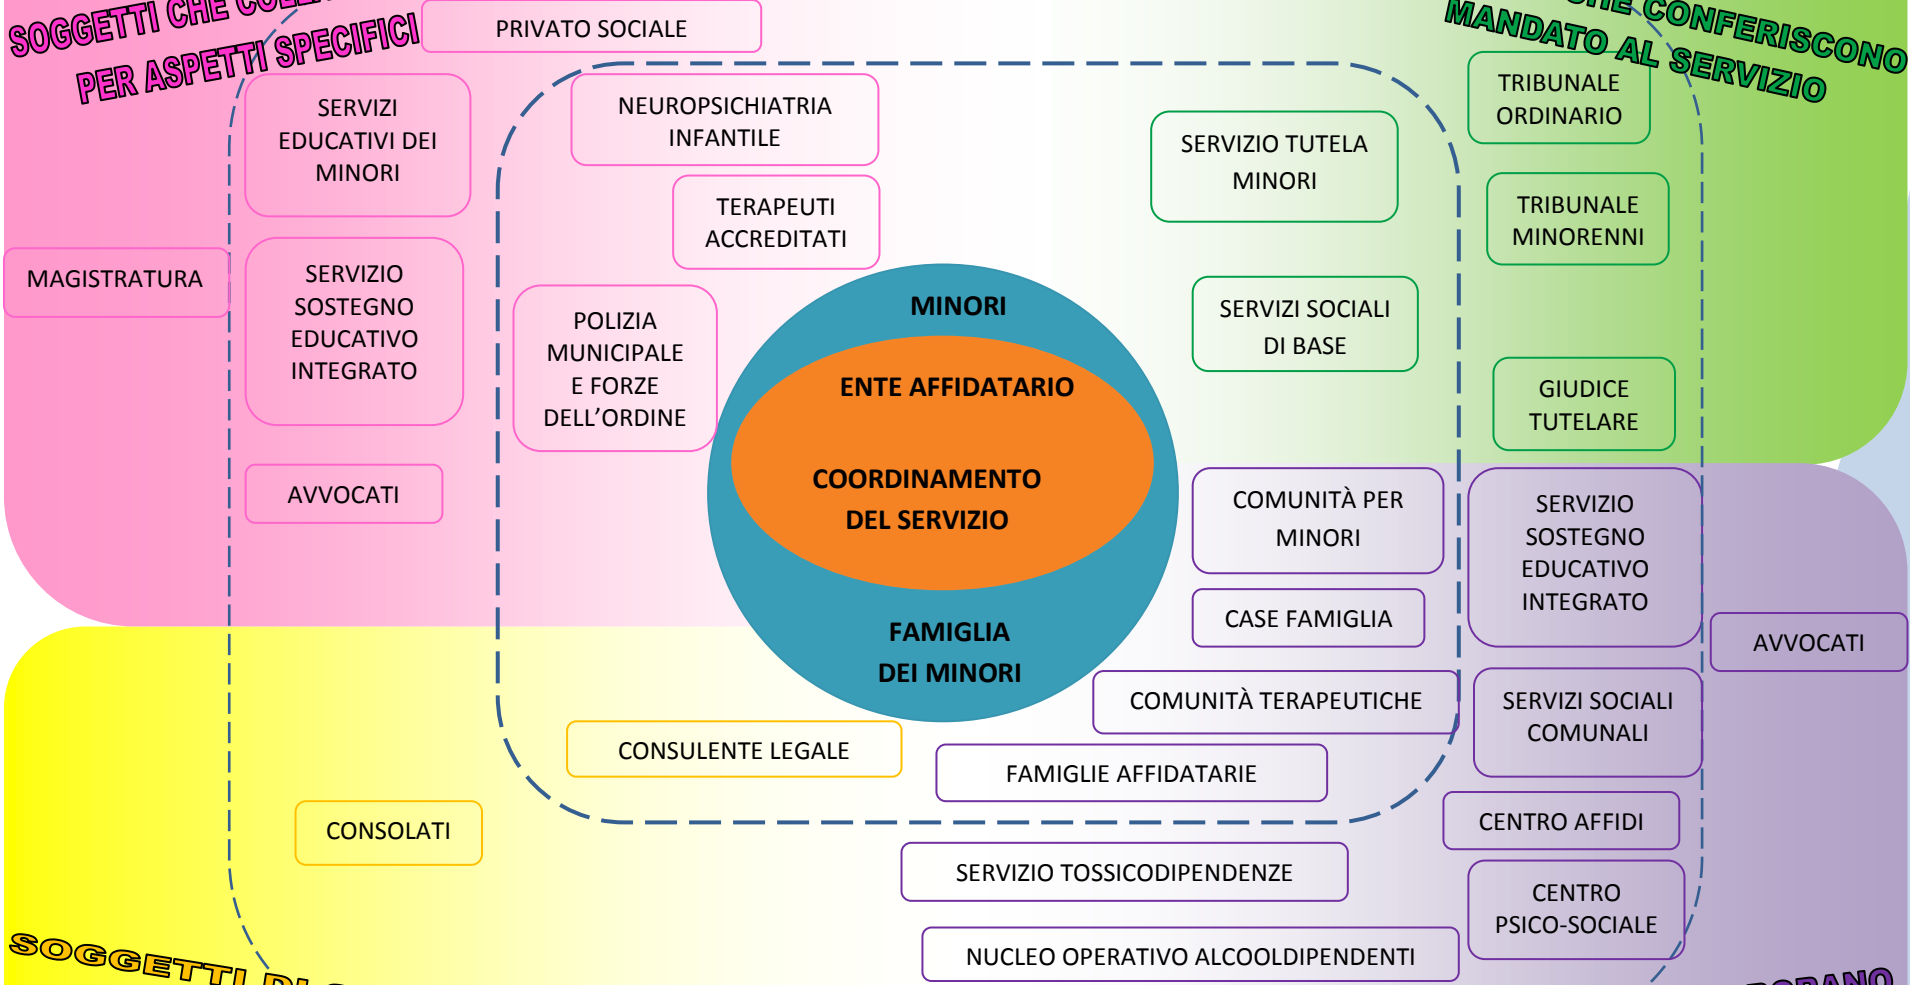 SOGGETTI CHE
PER ASPETTI SPECIFICI
PRIVATO SOCIALE
CHE CONFERISCONO
MANDATO AL SERVIZIO
SERVIZI
EDUCATIVI DEI
MINORI
NEUROPSICHIATRIA
INFANTILE
TERAPEUTI
ACCREDITATI
SERVIZIO TUTELA
MINORI
TRIBUNALE
ORDINARIO
TRIBUNALE
MINORENNI
MAGISTRATURA
SERVIZIO
SOSTEGNO
EDUCATIVO
INTEGRATO
POLIZIA
MUNICIPALE
E FORZE
DELL’ORDINE
MINORI
ENTE AFFIDATARIO
COORDINAMENTO
DEL SERVIZIO
FAMIGLIA
DEI MINORI
SERVIZI SOCIALI
DI BASE
GIUDICE
TUTELARE
AVVOCATI
COMUNITÀ PER
MINORI
SERVIZIO
SOSTEGNO
EDUCATIVO
INTEGRATO
CASE FAMIGLIA
AVVOCATI
COMUNITÀ TERAPEUTICHE
SERVIZI SOCIALI
COMUNALI
CONSULENTE LEGALE
FAMIGLIE AFFIDATARIE
CONSOLATI
CENTRO AFFIDI
SERVIZIO TOSSICODIPENDENZE
CENTRO
PSICO-SOCIALE
NUCLEO OPERATIVO ALCOOLDIPENDENTI
SOGGETTI DI